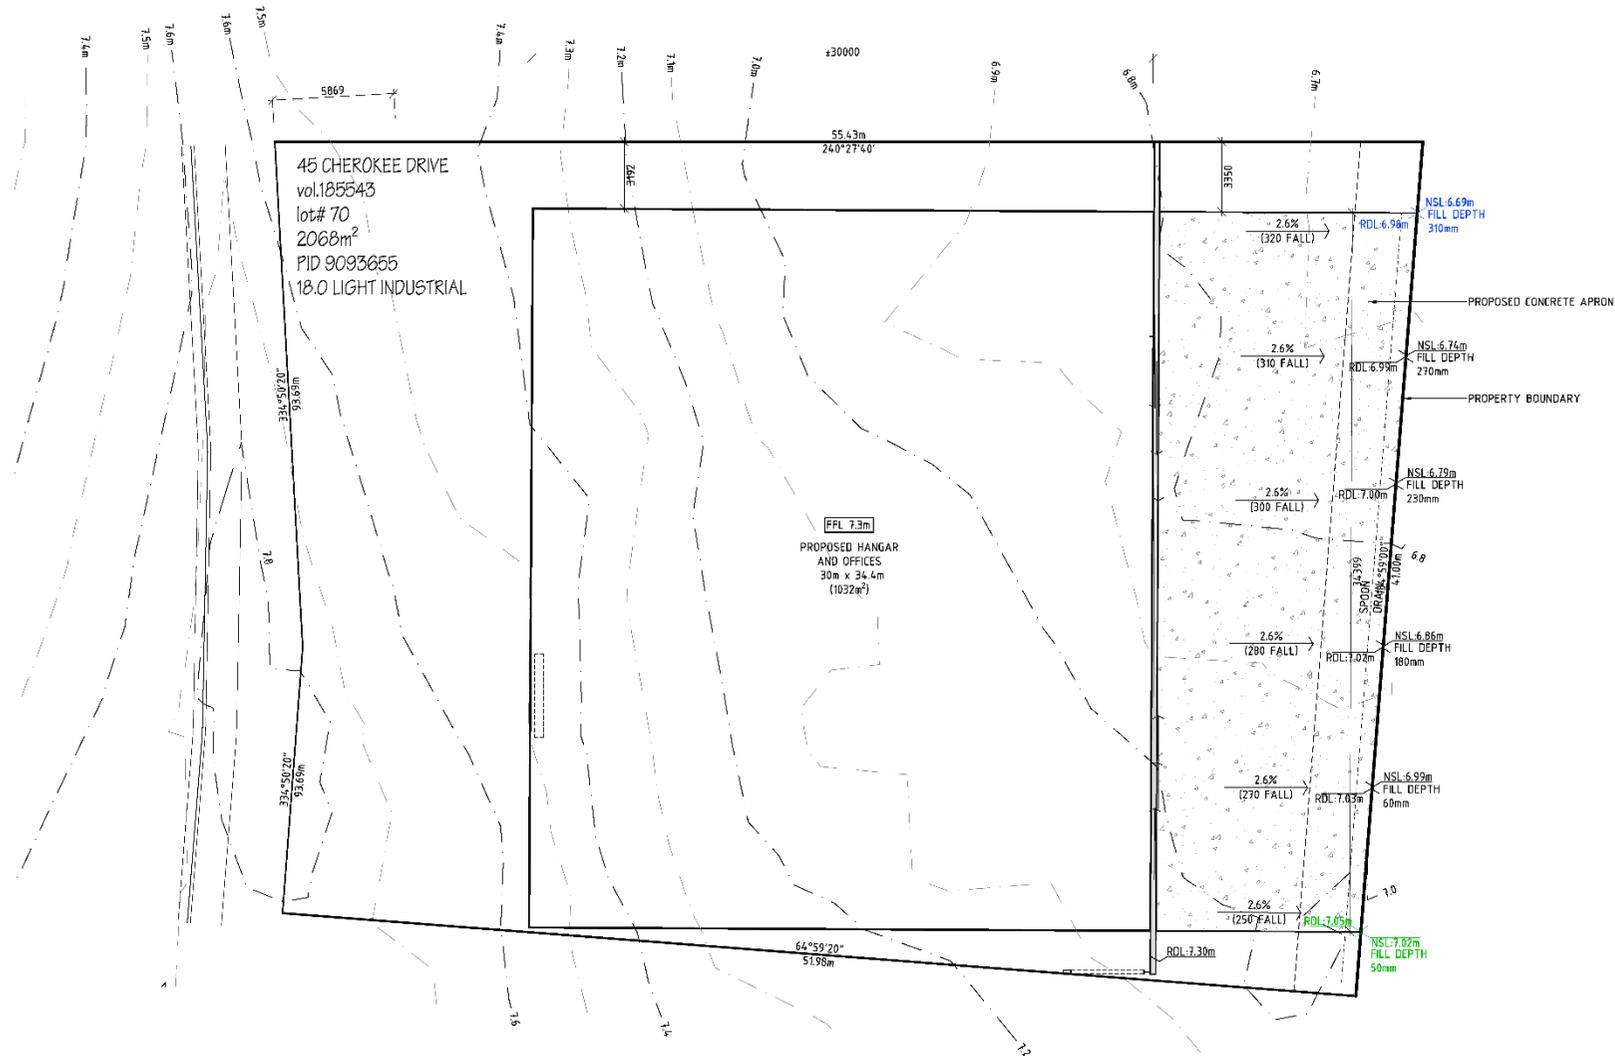 7.4m
7.5m
7.6m
7.6m
7.5m
7.4m
7.3m
7.2m
7.1m
7.0m
±30000
6.9m
6.8m
6.7m
5869
55.43m
240°27'40'
3192
3350
45 CHEROKEE DRIVE
vol.185543
lot# 70
2068m²
PID 9093655
18.0 LIGHT INDUSTRIAL
NSL:6.69m
FILL DEPTH
310mm
RDL:6.98m
2.6%
(320 FALL)
PROPOSED CONCRETE APRON
2.6%
(310 FALL)
RDL:6.99m
NSL:6.74m
FILL DEPTH
270mm
334°50'20"
93.69m
PROPERTY BOUNDARY
2.6%
(300 FALL)
RDL:7.00m
NSL:6.79m
FILL DEPTH
230mm
FFL 7.3m
PROPOSED HANGAR
AND OFFICES
30m x 34.4m
(1032m²)
7.8
6.8
34399
SPOON
DRAIN
41.00m
2.6%
(280 FALL)
RDL:7.02m
NSL:6.86m
FILL DEPTH
180mm
334°50'20"
93.69m
2.6%
(270 FALL)
RDL:7.03m
NSL:6.99m
FILL DEPTH
60mm
7.0
2.6%
(250 FALL)
RDL:7.05m
NSL:7.02m
FILL DEPTH
50mm
64°59'20"
51.98m
RDL:7.30m
7.6
7.4
7.2